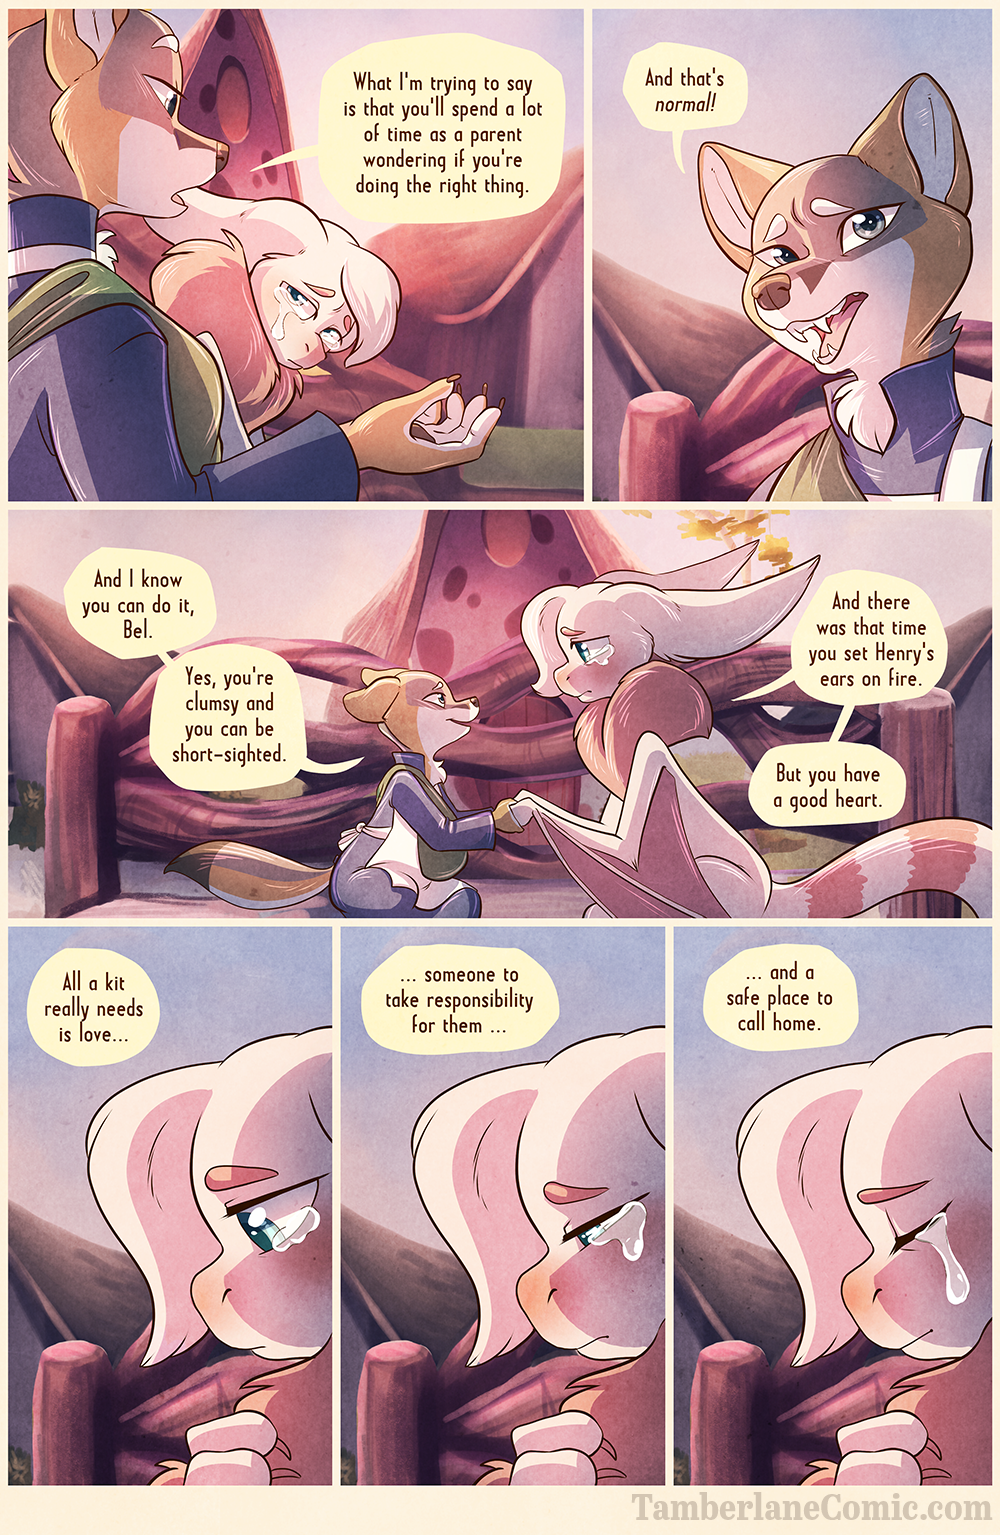 What I'm trying to say
is that you'll spend a lot
of time as a parent
wondering if you're
doing the right thing.
And that's
normal!
And I know
you can do it,
Bel.
Yes, you're
clumsy and
you can be
short-sighted.
And there
was that time
you set Henry's
ears on fire.
But you have
a good heart.
All a kit
really needs
is love...
... someone to
take responsibility
for them ...
... and a
safe place to
call home.
TamberlaneComic.com